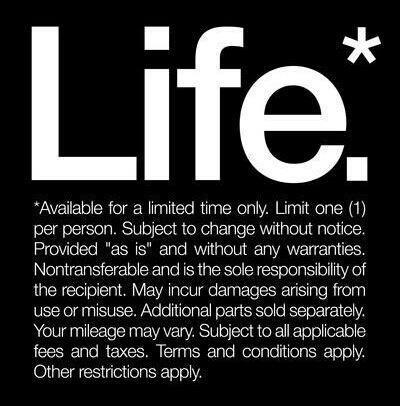 Life.*
*Available for a limited time only. Limit one (1)
per person. Subject to change without notice.
Provided "as is" and without any warranties.
Nontransferable and is the sole responsibility of
the recipient. May incur damages arising from
use or misuse. Additional parts sold separately.
Your mileage may vary. Subject to all applicable
fees and taxes. Terms and conditions apply.
Other restrictions apply.